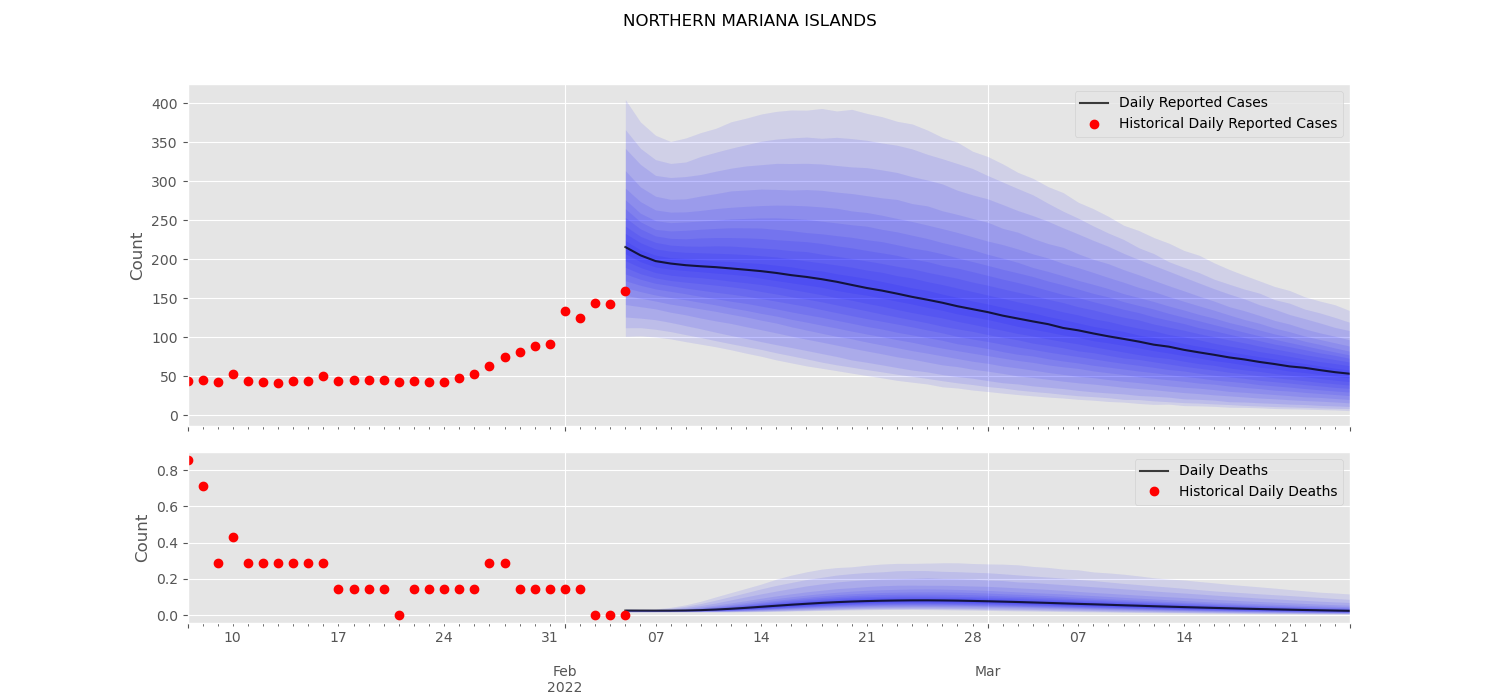 NORTHERN MARIANA ISLANDS
400
350
300
250
200
150
100
50
0
Count
Daily Reported Cases
Historical Daily Reported Cases
0.8
0.6
0.4
0.2
0.0
Count
Daily Deaths
Historical Daily Deaths
10 17 24 31 07 14 21 28 07 14 21
Feb Mar
2022